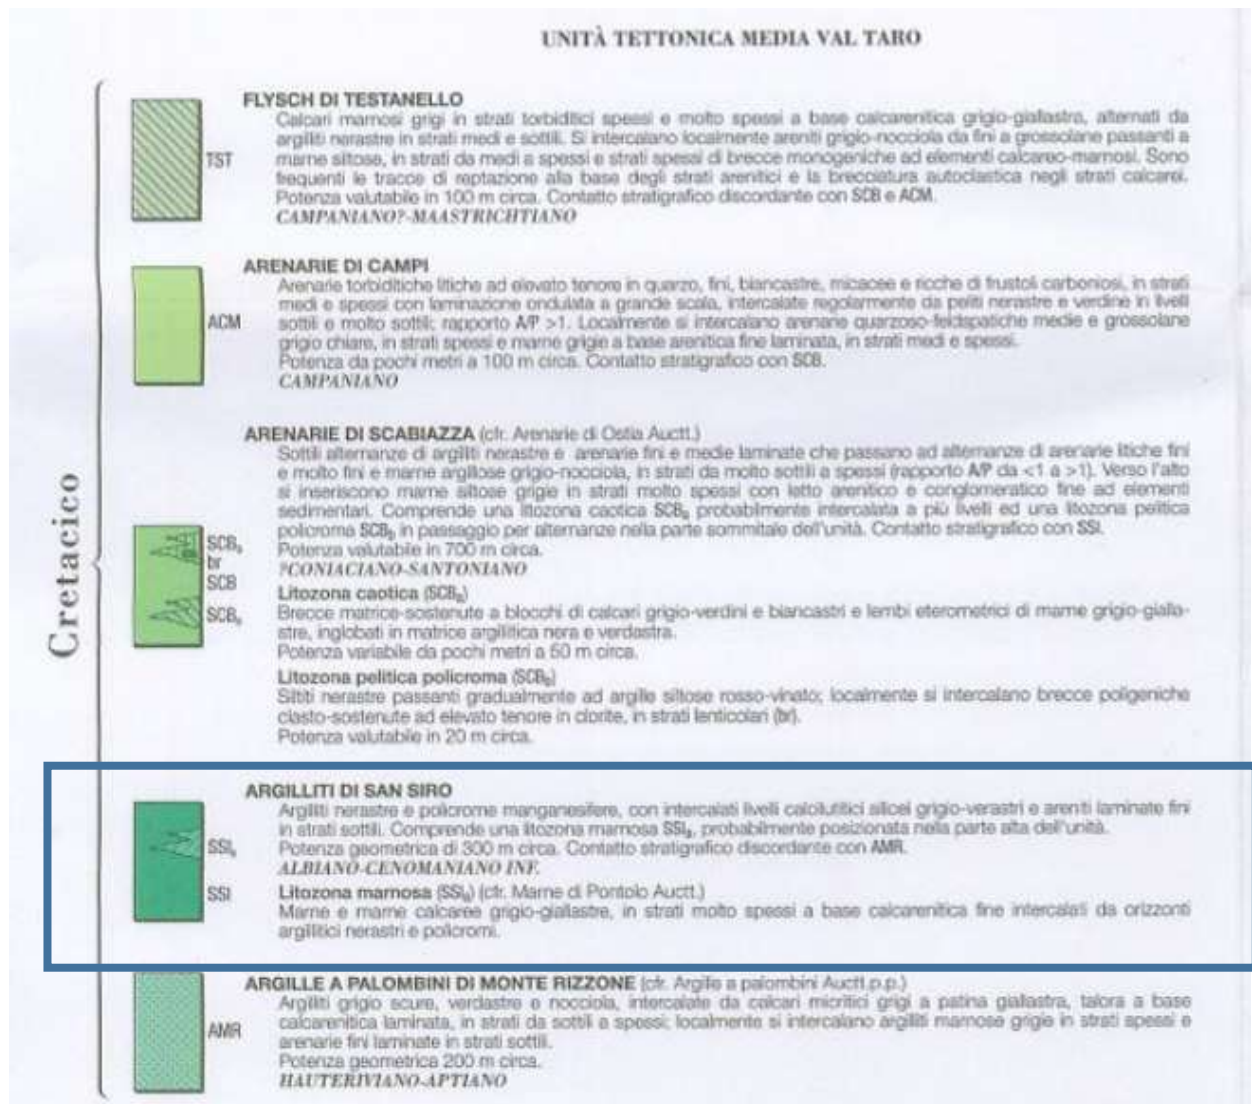 UNITÀ TETTONICA MEDIA VAL TARO
Cretacico
FLYSCH DI TESTANELLO
Calcari marnosi grigi in strati torbiditici spessi e molto spessi a base calcarenitica grigio-giallastra, alternati da
argilliti nerastre in strati medi e sottili. Si intercalano localmente areniti grigio-nocciola da fini a grossolane passanti a
marne siltose, in strati da medi a spessi e strati spessi di brecce monogeniche ad elementi calcareo-marnosi. Sono
frequenti le tracce di reptazione alla base degli strati arenitici e la brecciatura autoclastica negli strati calcarei.
Potenza valutabile in 100 m circa. Contatto stratigrafico discordante con SCB e ACM.
CAMPANIANO?-MAASTRICHTIANO
TST
ARENARIE DI CAMPI
Arenarie torbiditiche litiche ad elevato tenore in quarzo, fini, biancastre, micacee e ricche di frustoli carboniosi, in strati
medi e spessi con laminazione ondulata a grande scala, intercalate regolarmente da peliti nerastre e verdine in livelli
sottili e molto sottili; rapporto A/P >1. Localmente si intercalano arenarie quarzoso-feldspatiche medie e grossolane
grigio chiare, in strati spessi e marne grigie a base arenitica fine laminata, in strati medi e spessi.
Potenza da pochi metri a 100 m circa. Contatto stratigrafico con SCB.
CAMPANIANO
ACM
ARENARIE DI SCABIAZZA (cfr. Arenarie di Ostia Auctt.)
Sottili alternanze di argilliti nerastre e arenarie fini e medie laminate che passano ad alternanze di arenarie litiche fini
e molto fini e marne argillose grigio-nocciola, in strati da molto sottili a spessi (rapporto A/P da <1 a >1). Verso l'alto
si inseriscono marne siltose grigie in strati molto spessi con letto arenitico e conglomeratico fine ad elementi
sedimentari. Comprende una litozona caotica SCB probabilmente intercalata a più livelli ed una litozona pelitica
policroma SCB in passaggio per alternanze nella parte sommitale dell'unità. Contatto stratigrafico con SSI.
Potenza valutabile in 700 m circa.
?CONIACIANO-SANTONIANO
SCB
br
SCB
SCB
Litozona caotica (SCB)
Brecce matrice-sostenute a blocchi di calcari grigio-verdini e biancastri e lembi eterometrici di marne grigio-gialla-
stre, inglobati in matrice argillitica nera e verdastra.
Potenza variabile da pochi metri a 50 m circa.
Litozona pelitica policroma (SCB)
Siltiti nerastre passanti gradualmente ad argille siltose rosso-vinato; localmente si intercalano brecce poligeniche
clasto-sostenute ad elevato tenore in clorite, in strati lenticolari (br).
Potenza valutabile in 20 m circa.
ARGILLITI DI SAN SIRO
Argilliti nerastre e policrome manganesifere, con intercalati livelli calcilutitici silicei grigio-verastri e areniti laminate fini
in strati sottili. Comprende una litozona marnosa SSI, probabilmente posizionata nella parte alta dell'unità.
Potenza geometrica di 300 m circa. Contatto stratigrafico discordante con AMR.
ALBIANO-CENOMANIANO INF.
SSI
SSI
Litozona marnosa (SSI) (cfr. Marne di Pontolo Auctt.)
Marne e marne calcaree grigio-giallastre, in strati molto spessi a base calcarenitica fine intercalati da orizzonti
argillitici nerastri e policromi.
ARGILLE A PALOMBINI DI MONTE RIZZONE (cfr. Argille a palombini Auctt.p.p.)
Argilliti grigio scure, verdastre e nocciola, intercalate da calcari micritici grigi a patina giallastra, talora a base
calcarenitica laminata, in strati da sottili a spessi; localmente si intercalano argilliti marnose grigie in strati spessi e
arenarie fini laminate in strati sottili.
Potenza geometrica 200 m circa.
HAUTERIVIANO-APTIANO
AMR